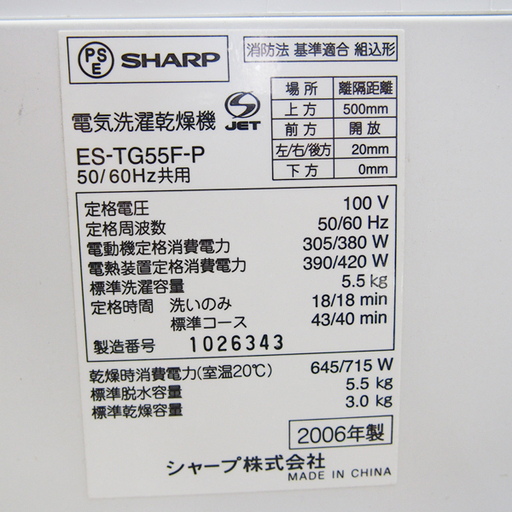 PSE SHARP
消防法 基準適合 組込形
場所 離隔距離
上方 500mm
前方 開放
左/右/後方 20mm
下方 0mm
電気洗濯乾燥機 S JET
ES-TG55F-P
50/60Hz共用
定格電圧 100 V
定格周波数 50/60 Hz
電動機定格消費電力 305/380 W
電熱装置定格消費電力 390/420 W
標準洗濯容量 5.5 kg
定格時間 洗いのみ 18/18 min
標準コース 43/40 min
製造番号 1026343
乾燥時消費電力(室温20℃) 645/715 W
標準脱水容量 5.5 kg
標準乾燥容量 3.0 kg
2006年製
シャープ株式会社
MADE IN CHINA